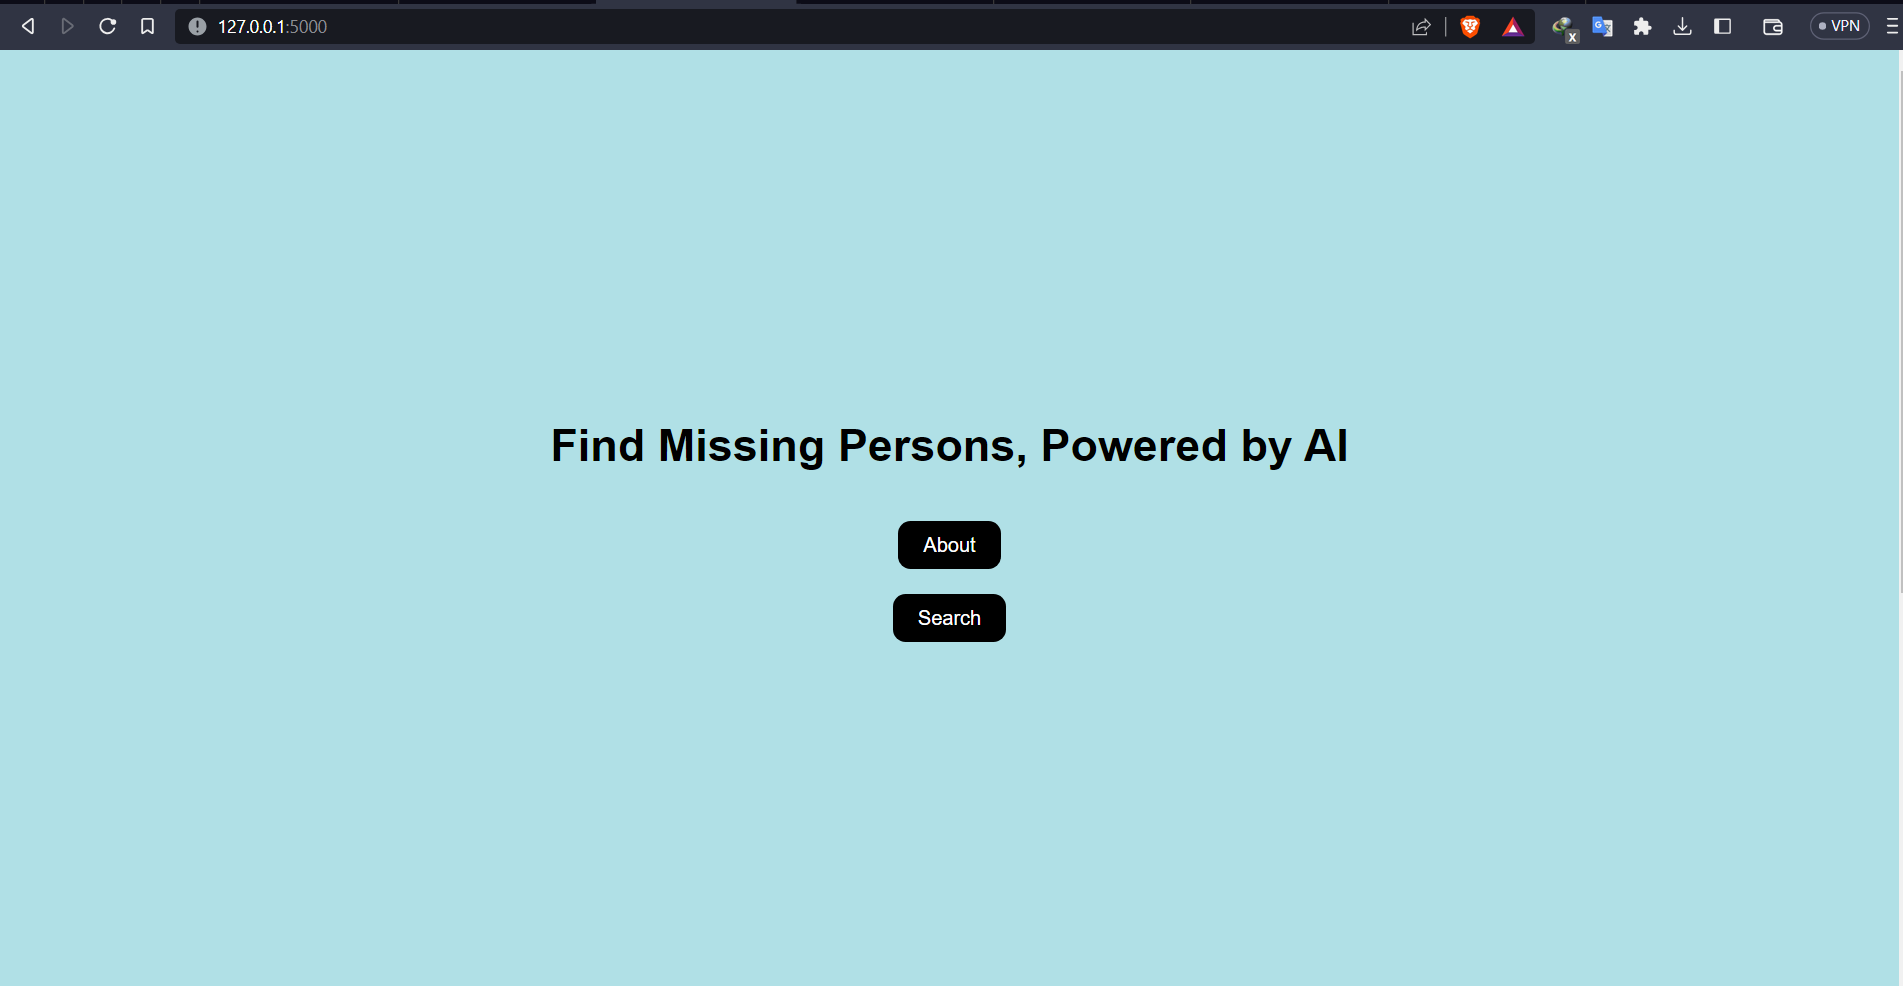 127.0.0.1:5000
x
VPN
Find Missing Persons, Powered by AI
About
Search